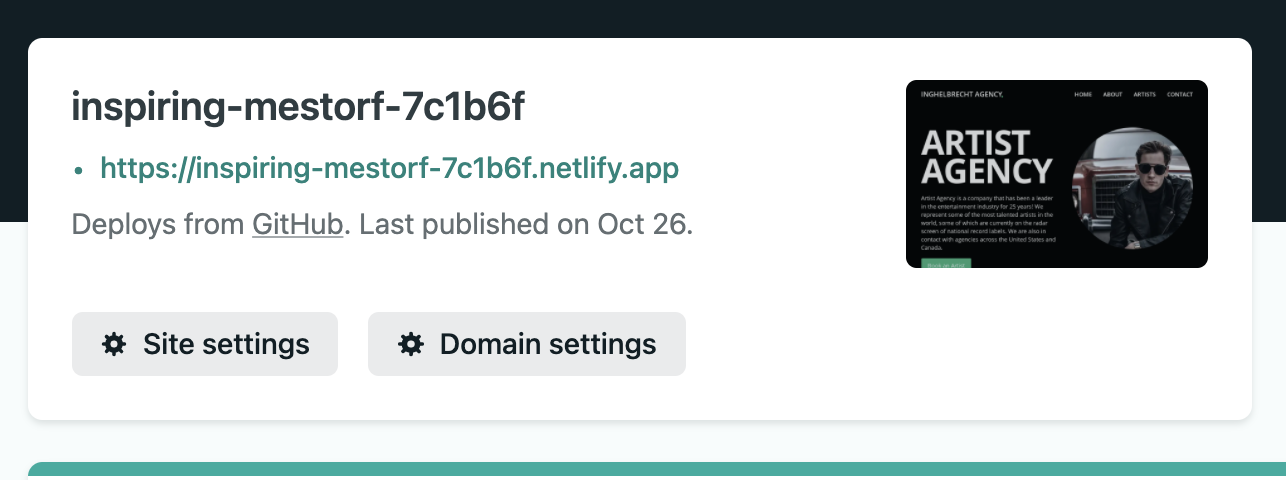 inspiring-mestorf-7c1b6f
• https://inspiring-mestorf-7c1b6f.netlify.app
Deploys from GitHub. Last published on Oct 26.
Site settings
Domain settings
INGHELBRECHT AGENCY,
HOME ABOUT ARTISTS CONTACT
ARTIST
AGENCY
Artist Agency is a company that has been a leader
in the entertainment industry for 25 years! We
represent some of the most talented artists in the
world, some of which are currently on the radar
screen of national record labels. We are also in
contact with agencies across the United States and
Canada.
Book an Artist